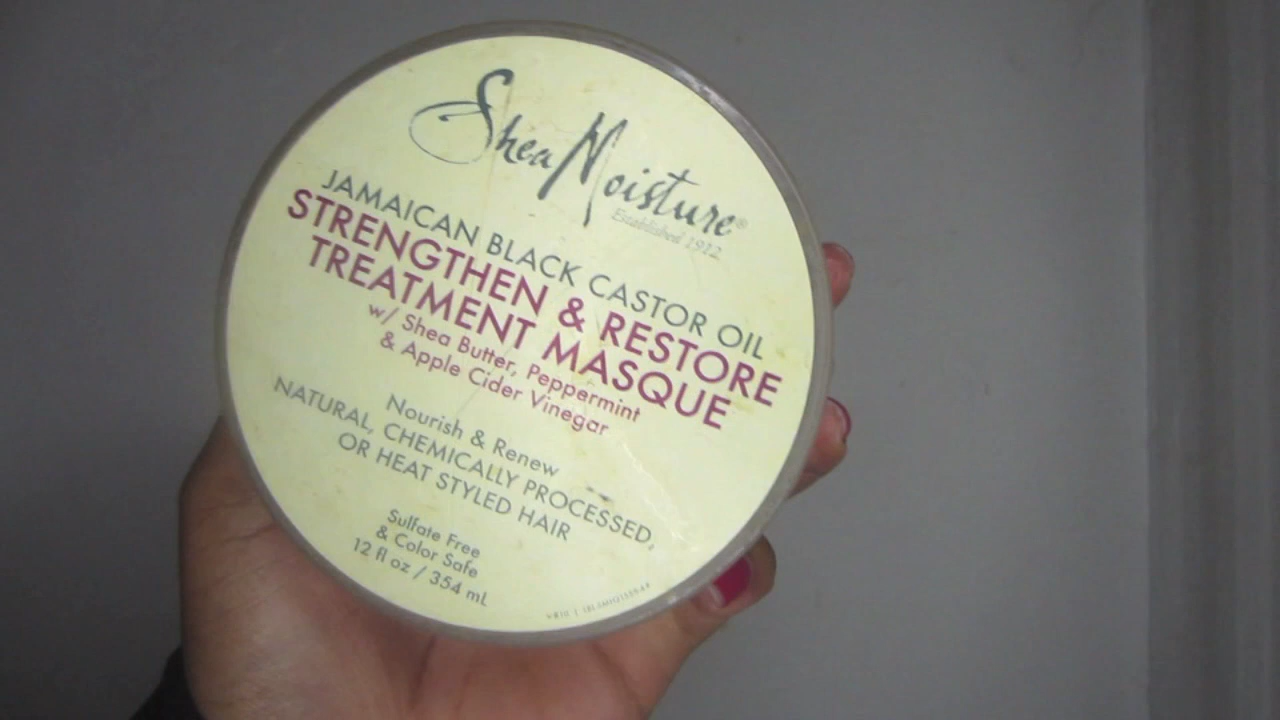 SheaMoisture®
Established 1912
JAMAICAN BLACK CASTOR OIL
STRENGTHEN & RESTORE
TREATMENT MASQUE
w/ Shea Butter, Peppermint
& Apple Cider Vinegar
Nourish & Renew
NATURAL, CHEMICALLY PROCESSED,
OR HEAT STYLED HAIR
Sulfate Free
& Color Safe
12 fl oz / 354 mL